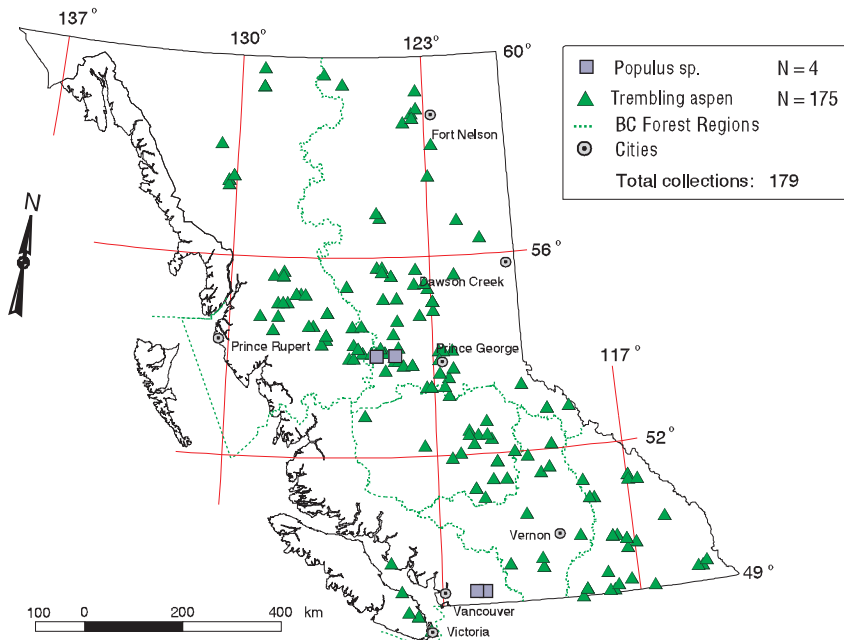 137°
130°
123°
60°
Populus sp. N = 4
Trembling aspen N = 175
BC Forest Regions
Cities
Total collections: 179
Fort Nelson
N
56°
Dawson Creek
Prince Rupert
Prince George
117°
52°
Vernon
49°
Vancouver
Victoria
100 0 200 400 km